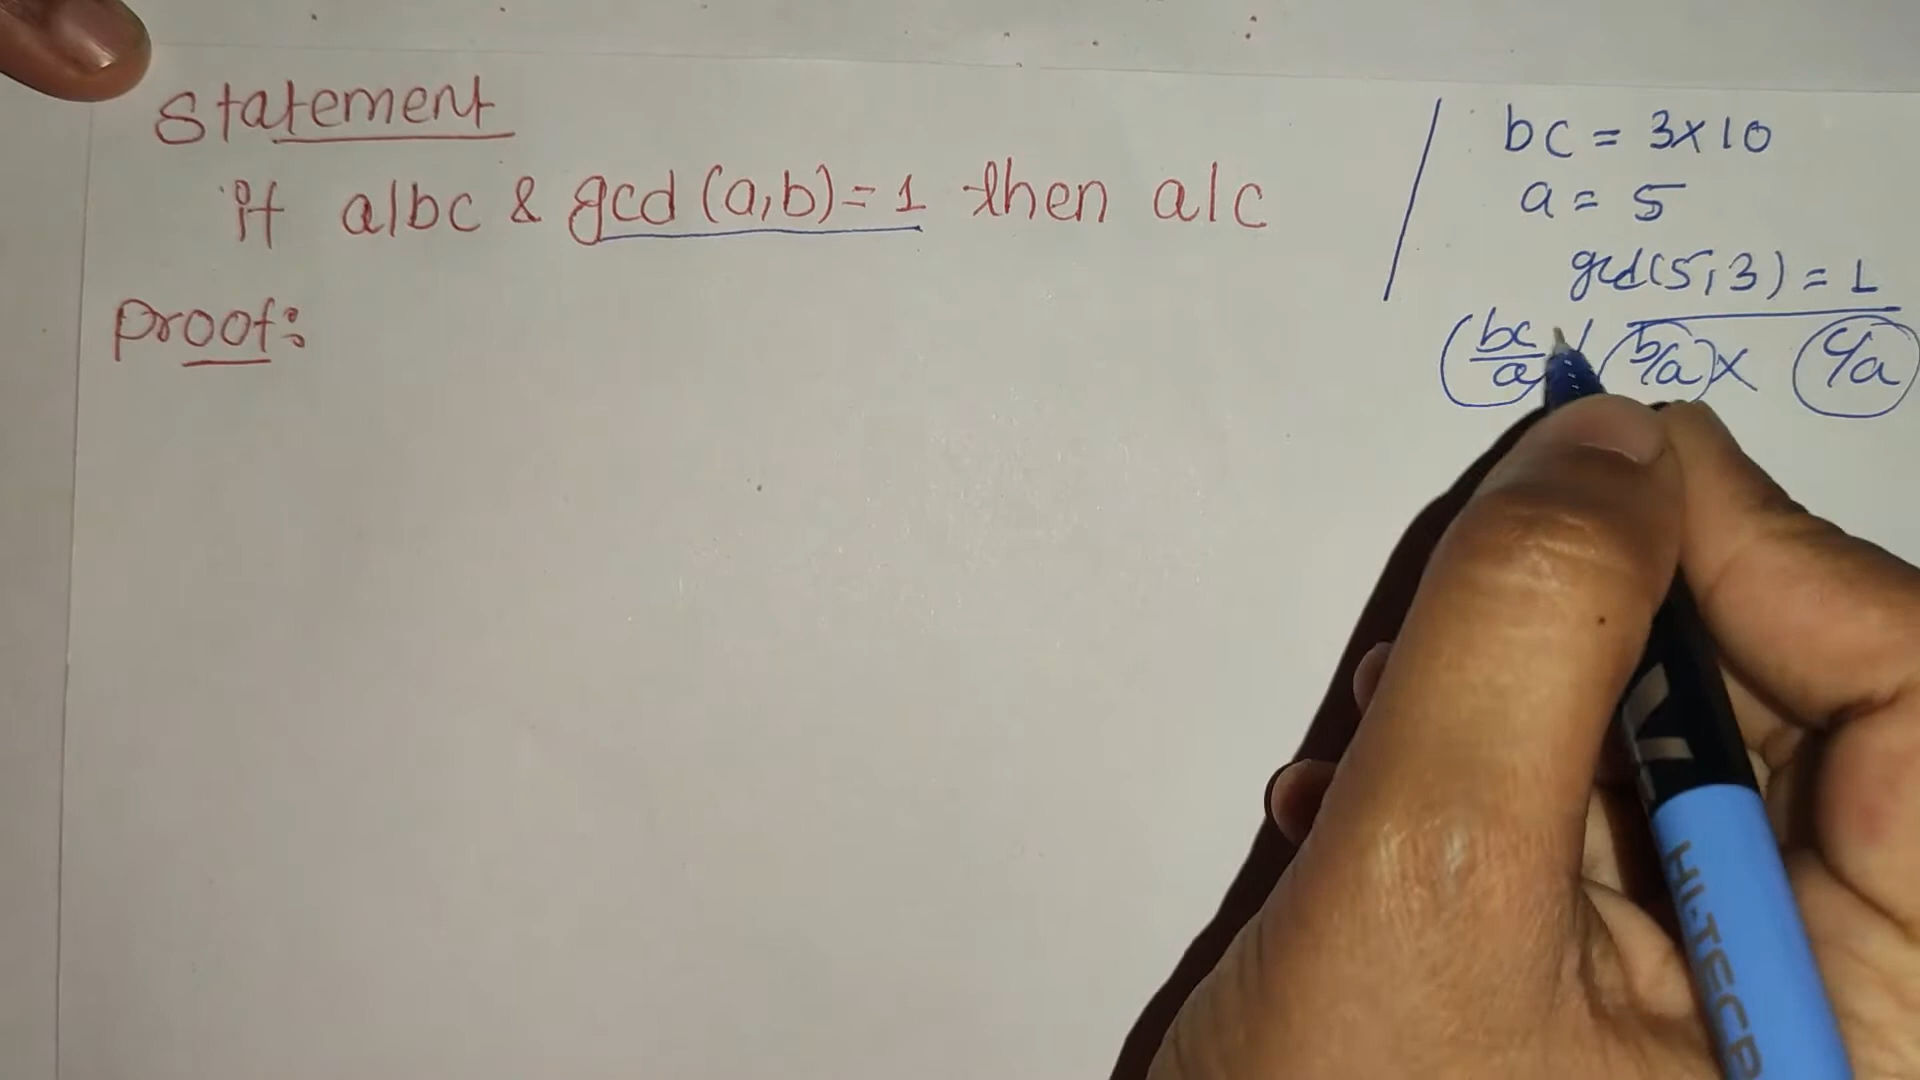 Statement
if a/bc & gcd (a,b)=1 then a/c
Proof:
bc = 3×10
a = 5
gcd(5,3) = 1
(bc/a) b/a × c/a
HI-TECP